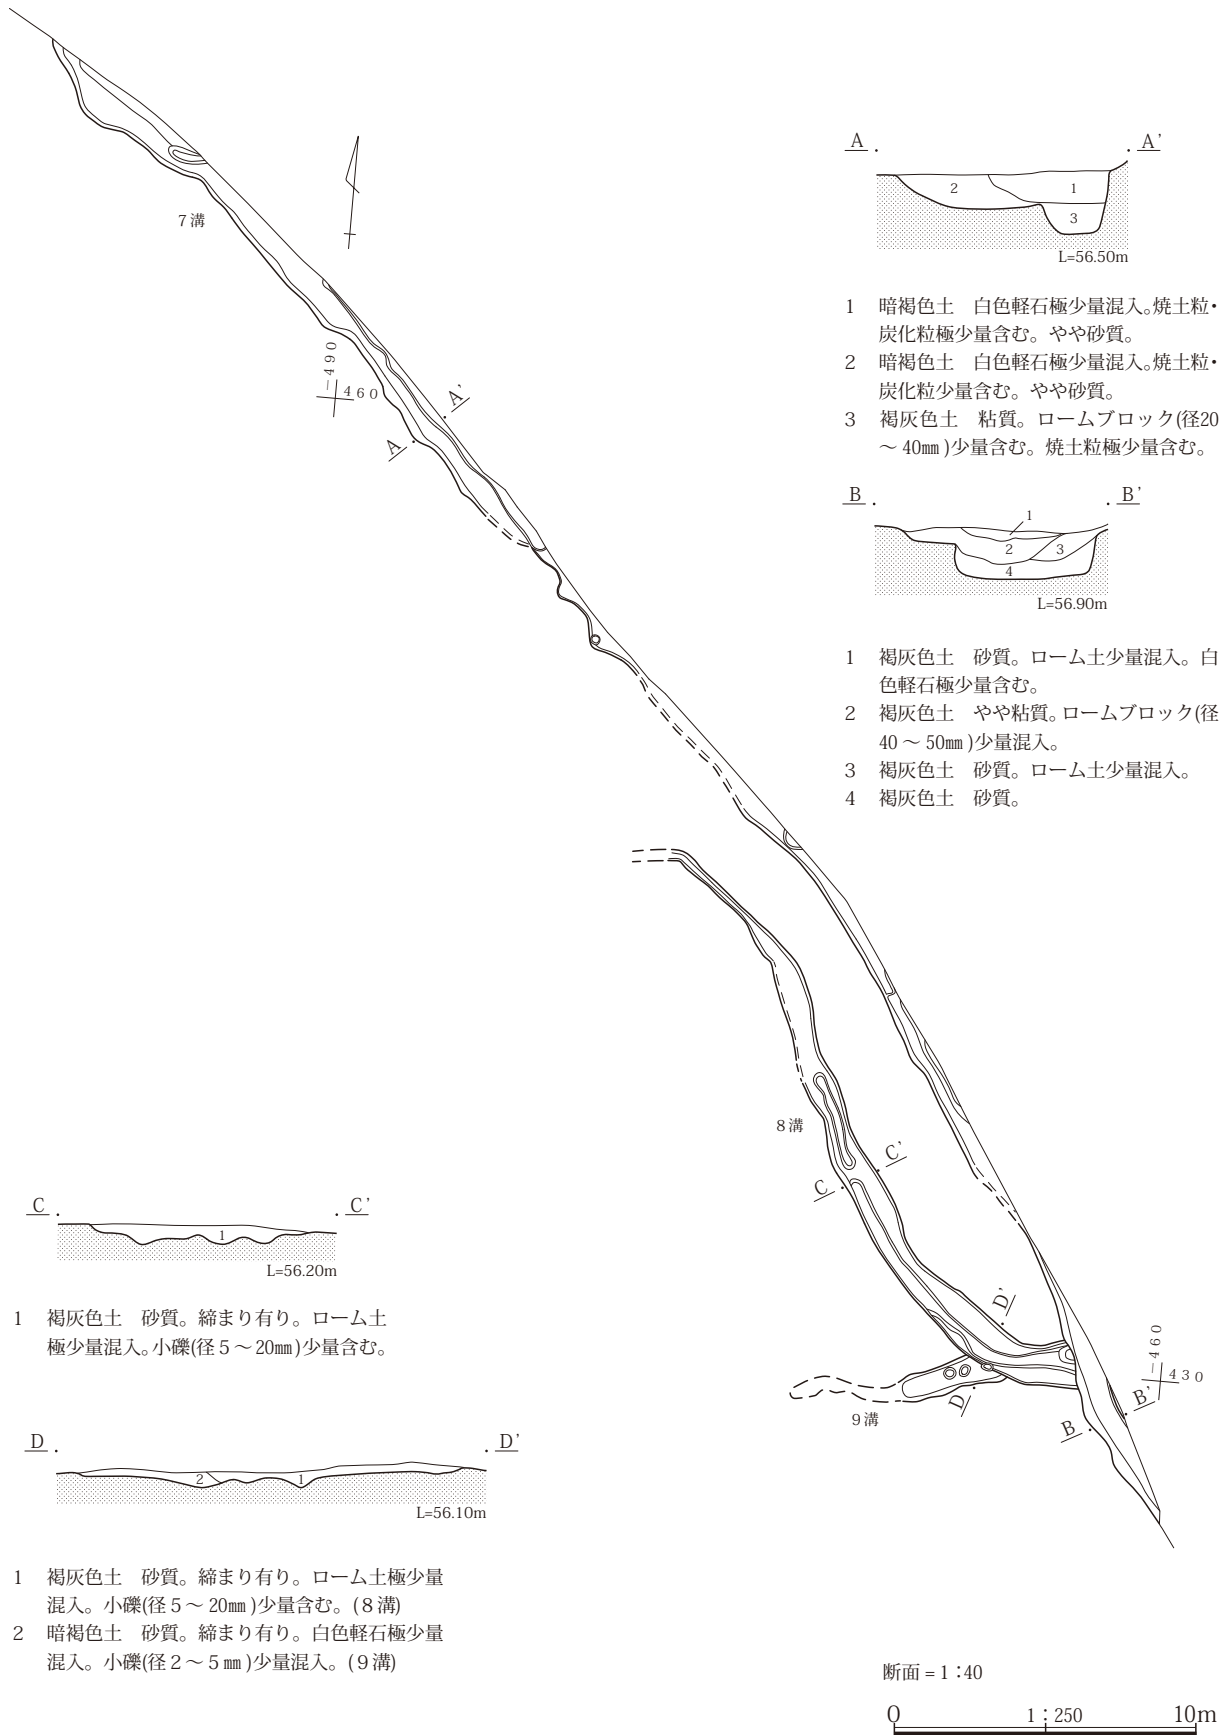 7溝
−490
460
A
A'
8溝
C
C'
D
D'
9溝
−460
430
B
B'
A
A'
2
1
3
L=56.50m
1 暗褐色土　白色軽石極少量混入。焼土粒・
炭化粒極少量含む。やや砂質。
2 暗褐色土　白色軽石極少量混入。焼土粒・
炭化粒少量含む。やや砂質。
3 褐灰色土　粘質。ロームブロック(径20
～40㎜)少量含む。焼土粒極少量含む。
B
B'
1
2
3
4
L=56.90m
1 褐灰色土　砂質。ローム土少量混入。白
色軽石極少量含む。
2 褐灰色土　やや粘質。ロームブロック(径
40～50㎜)少量混入。
3 褐灰色土　砂質。ローム土少量混入。
4 褐灰色土　砂質。
C
C'
1
L=56.20m
1 褐灰色土　砂質。締まり有り。ローム土
極少量混入。小礫(径5～20㎜)少量含む。
D
D'
2
1
L=56.10m
1 褐灰色土　砂質。締まり有り。ローム土極少量
混入。小礫(径5～20㎜)少量含む。(8溝)
2 暗褐色土　砂質。締まり有り。白色軽石極少量
混入。小礫(径2～5㎜)少量混入。(9溝)
断面=1:40
0 1:250 10m